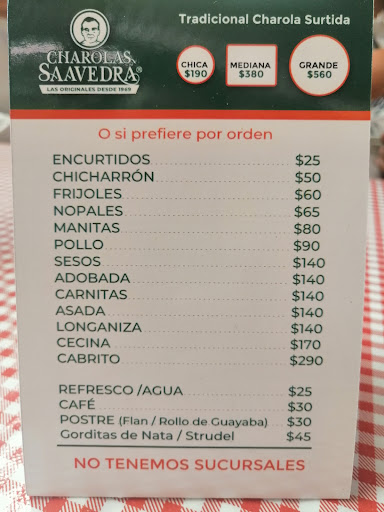 Tradicional Charola Surtida
CHAROLAS
SAAVEDRA®
LAS ORIGINALES DESDE 1969
CHICA
$190
MEDIANA
$380
GRANDE
$560
O si prefiere por orden
ENCURTIDOS $25
CHICHARRÓN $50
FRIJOLES $60
NOPALES $65
MANITAS $80
POLLO $90
SESOS $140
ADOBADA $140
CARNITAS $140
ASADA $140
LONGANIZA $140
CECINA $170
CABRITO $290
REFRESCO /AGUA $25
CAFÉ $30
POSTRE (Flan / Rollo de Guayaba) $30
Gorditas de Nata / Strudel $45
NO TENEMOS SUCURSALES